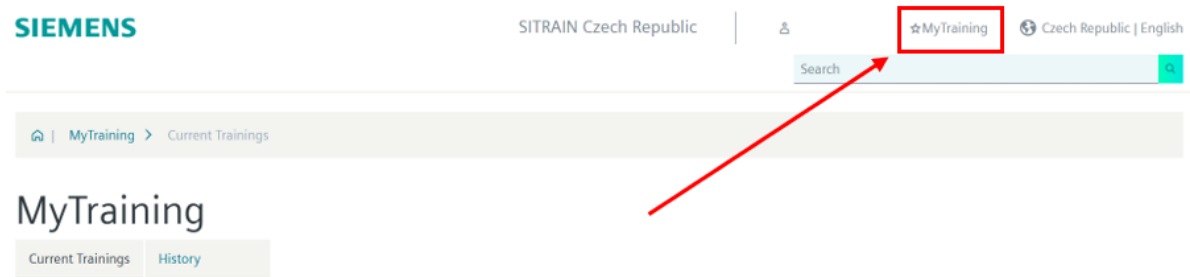 SIEMENS
SITRAIN Czech Republic
MyTraining
Czech Republic | English
Search
MyTraining > Current Trainings
MyTraining
Current Trainings
History